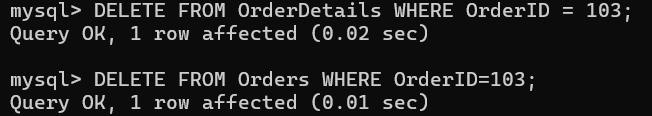 mysql> DELETE FROM OrderDetails WHERE OrderID = 103;
Query OK, 1 row affected (0.02 sec)
mysql> DELETE FROM Orders WHERE OrderID=103;
Query OK, 1 row affected (0.01 sec)